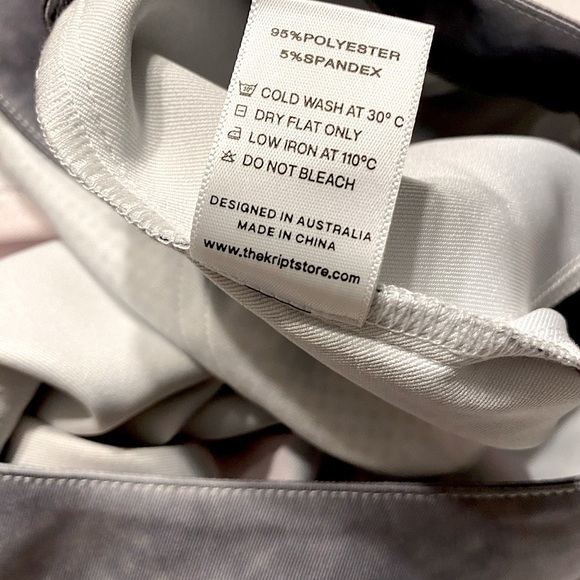 95%POLYESTER
5%SPANDEX
COLD WASH AT 30° C
DRY FLAT ONLY
LOW IRON AT 110°C
DO NOT BLEACH
DESIGNED IN AUSTRALIA
MADE IN CHINA
www.thekriptstore.com